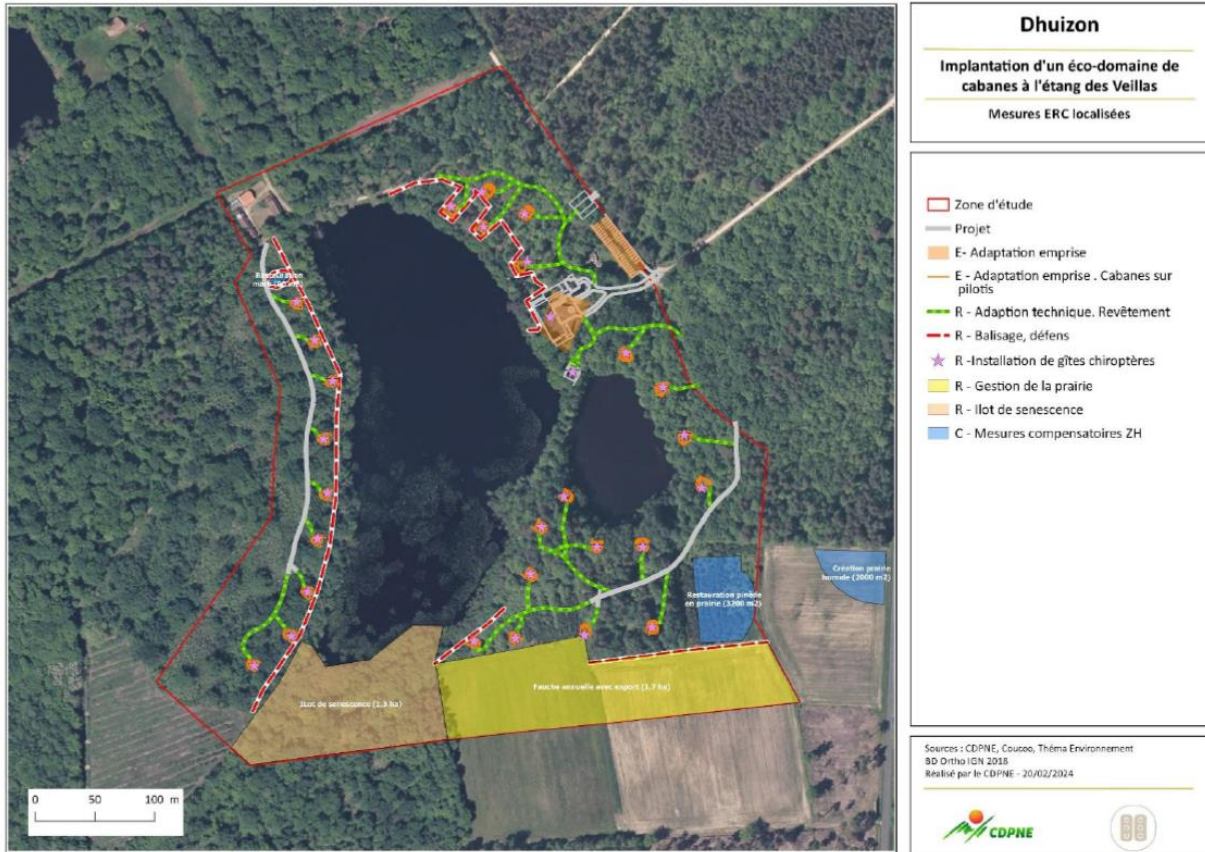 Dhuizon
Implantation d'un éco-domaine de
cabanes à l'étang des Veillas
Mesures ERC localisées
Zone d'étude
Projet
E- Adaptation emprise
E - Adaptation emprise . Cabanes sur
pilotis
R - Adaption technique. Revêtement
R - Balisage, défens
R -Installation de gîtes chiroptères
R - Gestion de la prairie
R - Ilot de senescence
C - Mesures compensatoires ZH
Restauration
Création prairie
humide (2000 m2)
Restauration pinède
en prairie (3200 m2)
Fauche annuelle avec export (1.7 ha)
ILot de senescence (1.3 ha)
0 50 100 m
Sources : CDPNE, Coucoo, Théma Environnement
BD Ortho IGN 2018
Réalisé par le CDPNE - 20/02/2024
CDPNE